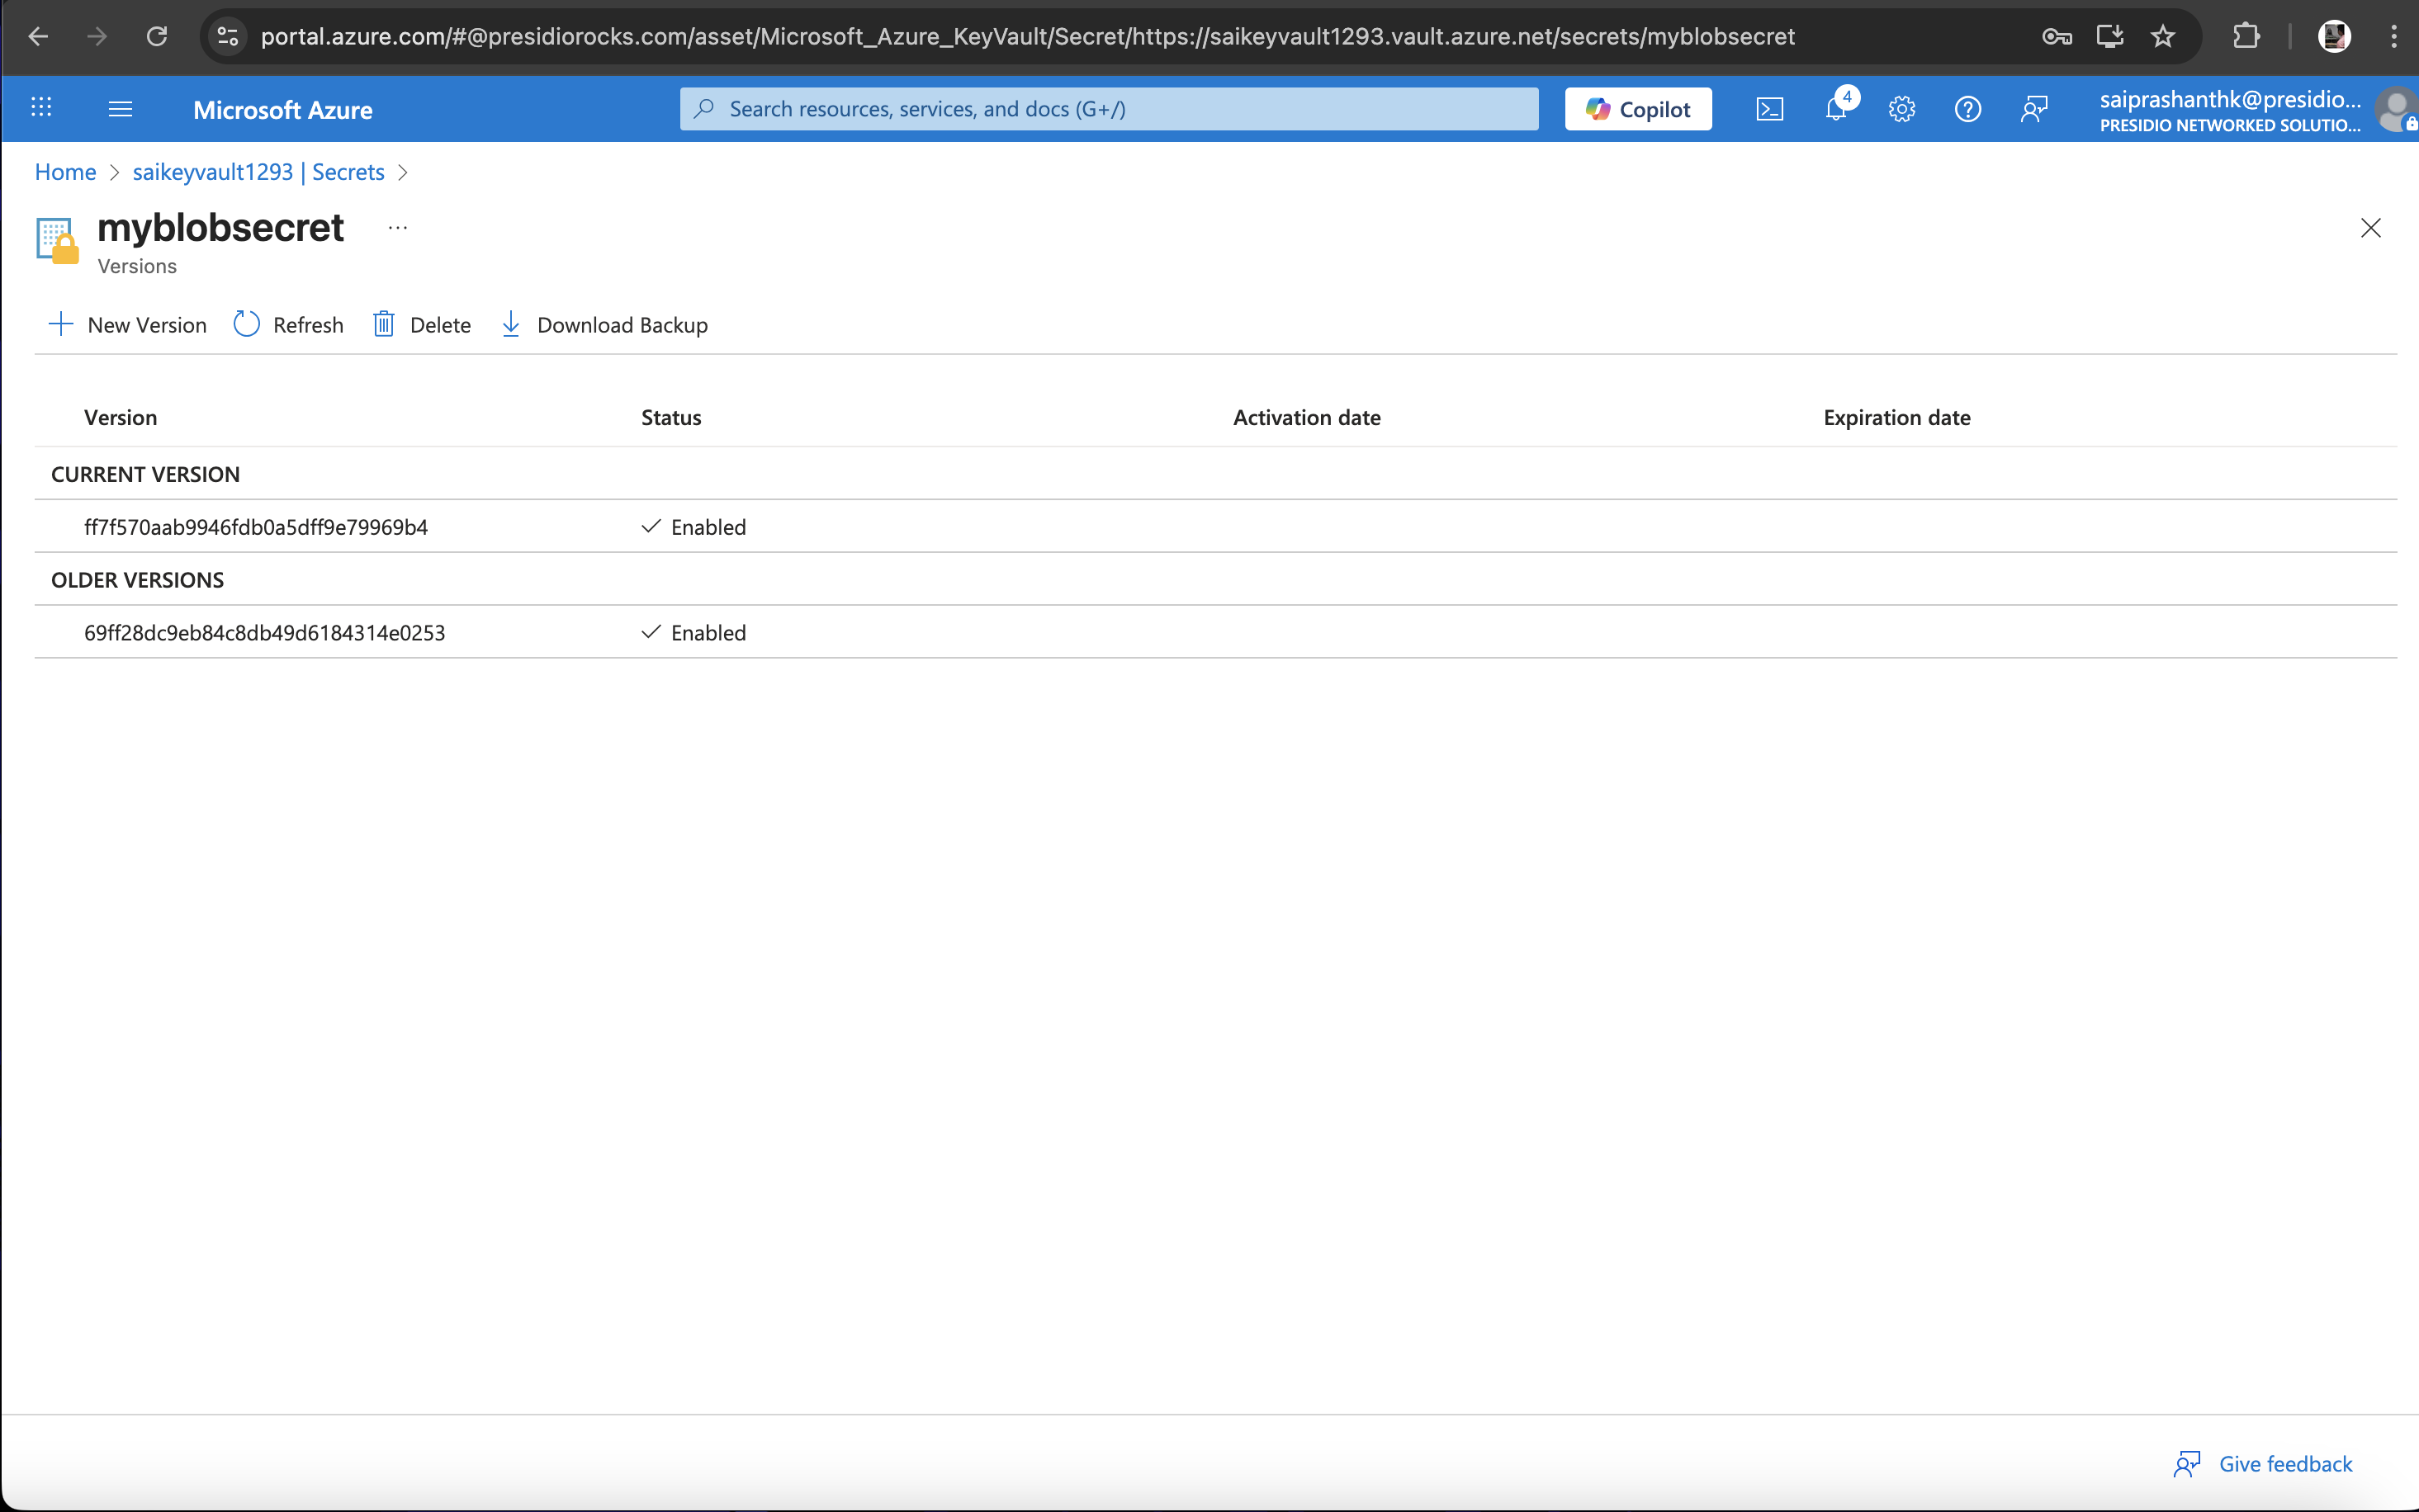 portal.azure.com/#@presidiorocks.com/asset/Microsoft_Azure_KeyVault/Secret/https://saikeyvault1293.vault.azure.net/secrets/myblobsecret
Microsoft Azure
Search resources, services, and docs (G+/)
Copilot
4
saiprashanthk@presidio...
PRESIDIO NETWORKED SOLUTIO...
Home > saikeyvault1293 | Secrets >
myblobsecret ...
Versions
New Version Refresh Delete Download Backup
Version Status Activation date Expiration date
CURRENT VERSION
ff7f570aab9946fdb0a5dff9e79969b4 Enabled
OLDER VERSIONS
69ff28dc9eb84c8db49d6184314e0253 Enabled
Give feedback